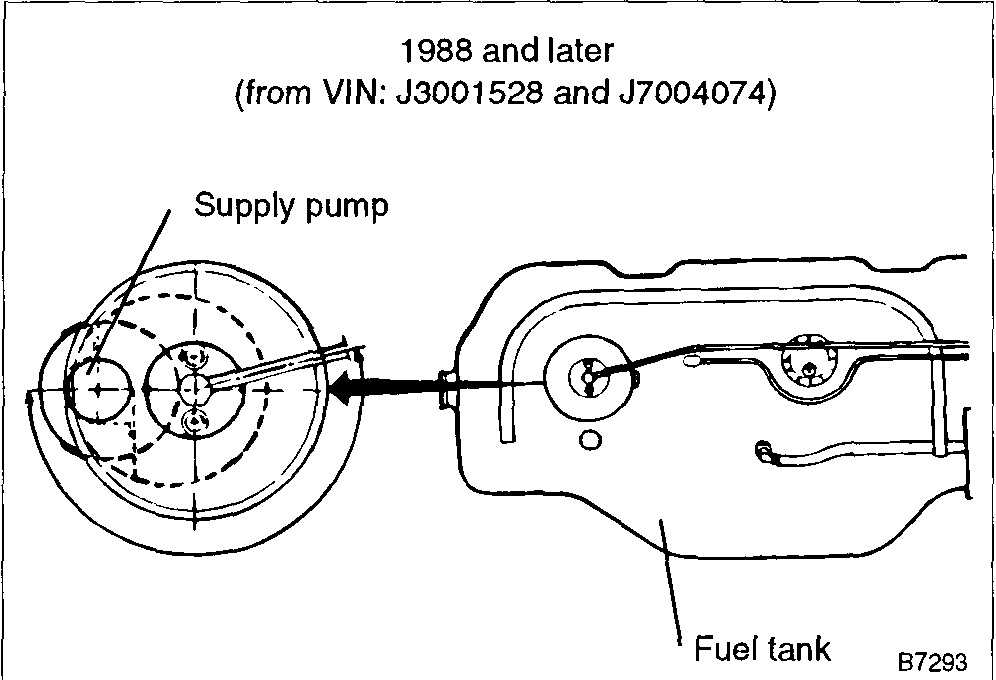 1988 and later
(from VIN: J3001528 and J7004074)
Supply pump
Fuel tank
B7293